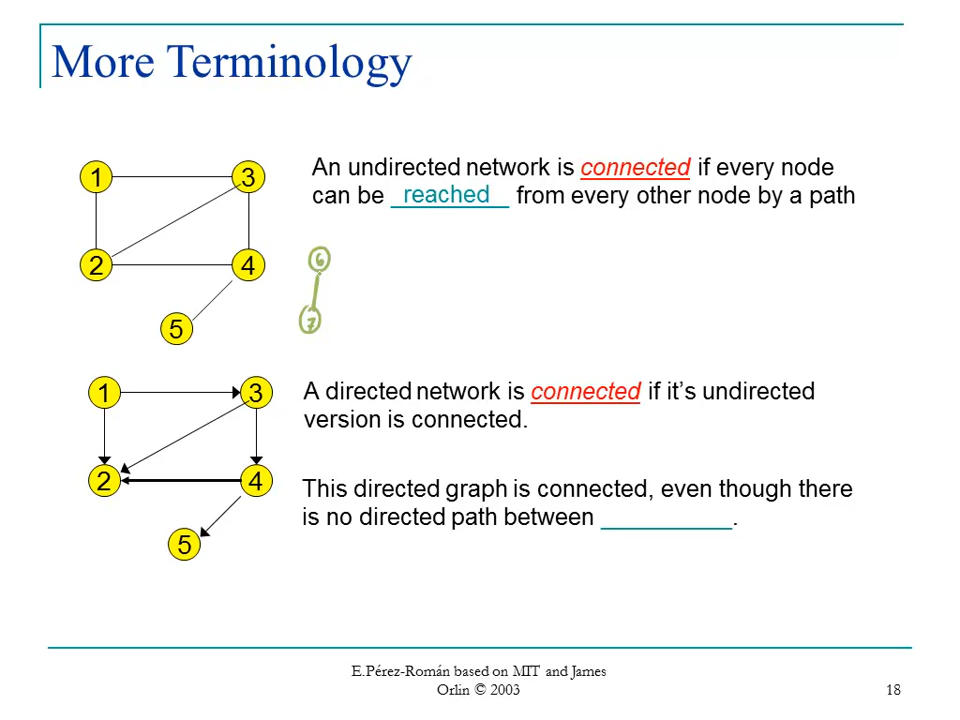 More Terminology
1
3
An undirected network is connected if every node
can be reached from every other node by a path
2
4
6
7
5
1
3
A directed network is connected if it's undirected
version is connected.
2
4
This directed graph is connected, even though there
is no directed path between __________.
5
E.Pérez-Román based on MIT and James
Orlin © 2003
18